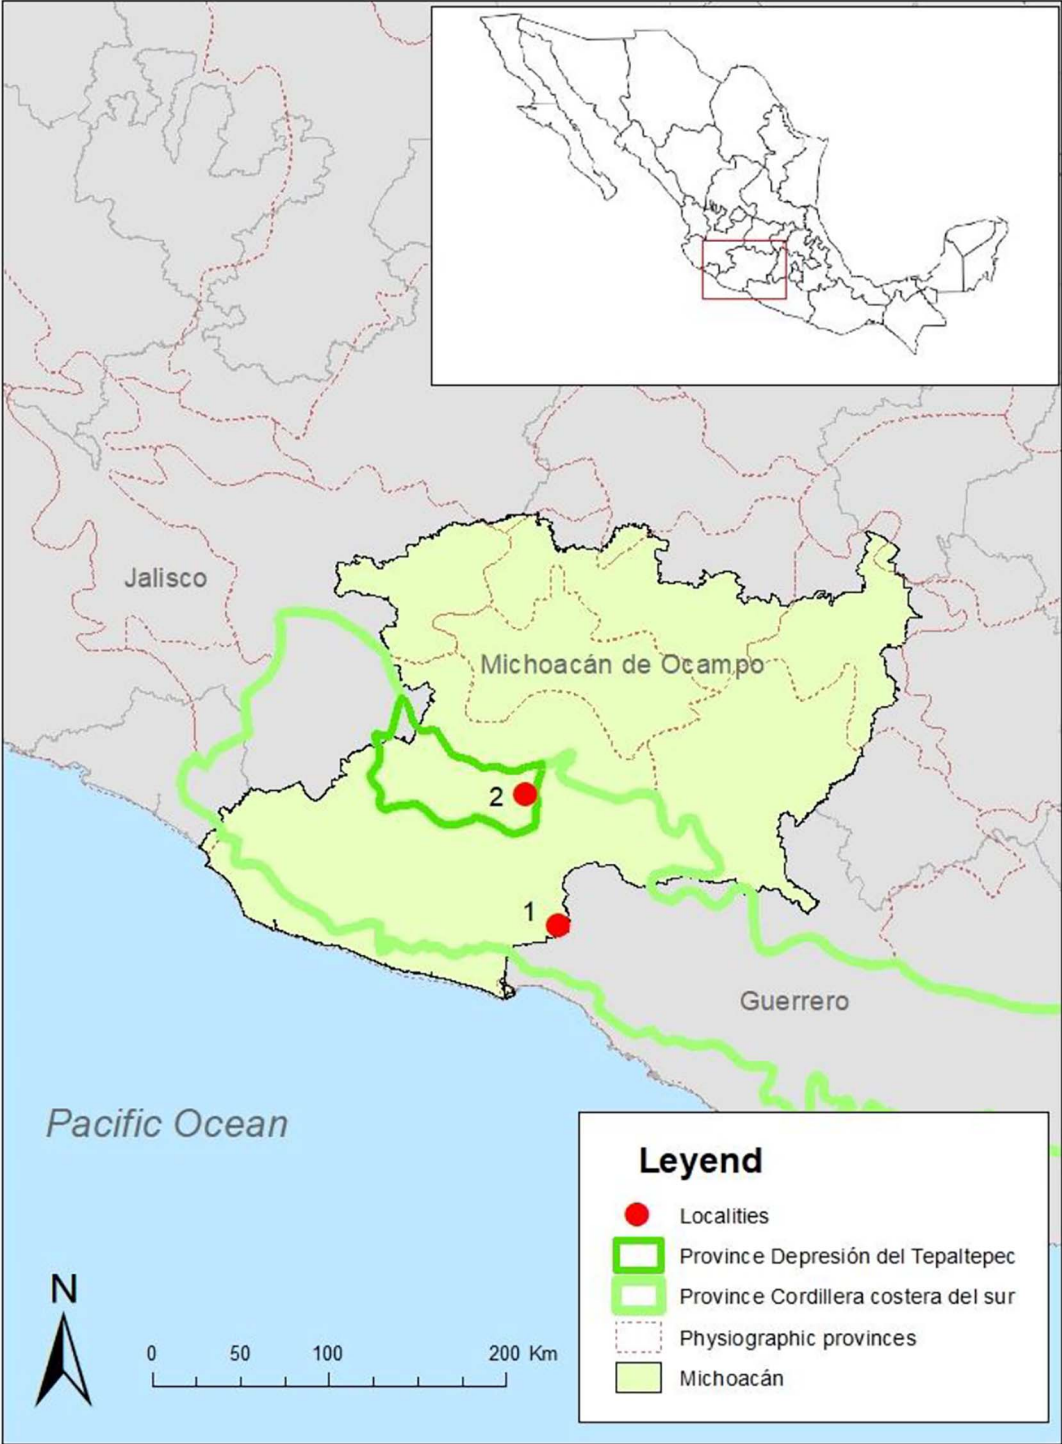 Jalisco
Michoacán de Ocampo
2
1
Guerrero
Pacific Ocean
Leyend
Localities
Province Depresión del Tepaltepec
Province Cordillera costera del sur
Physiographic provinces
Michoacán
N
0 50 100 200 Km